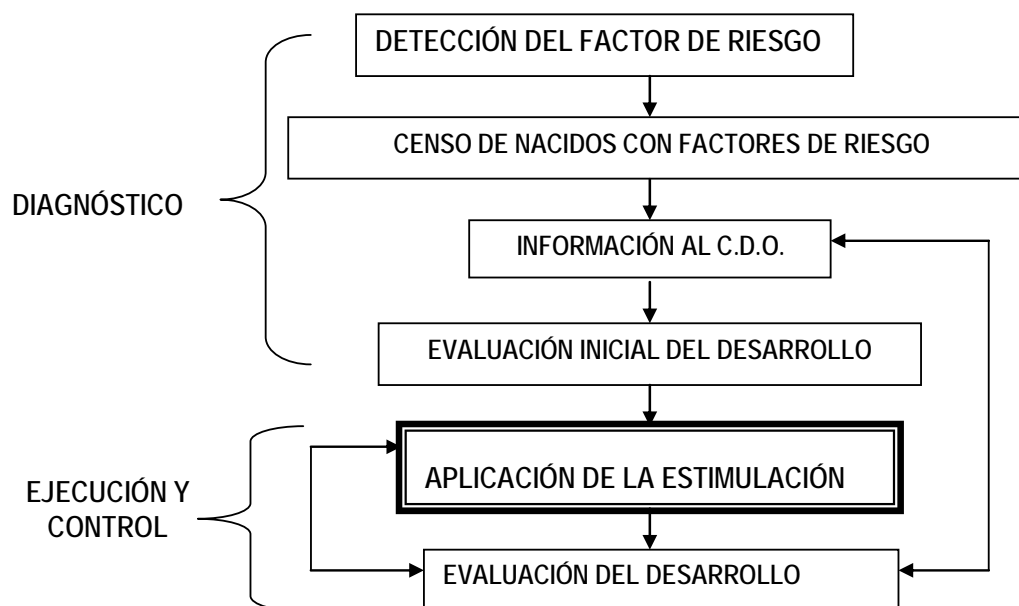 DETECCIÓN DEL FACTOR DE RIESGO
CENSO DE NACIDOS CON FACTORES DE RIESGO
DIAGNÓSTICO
INFORMACIÓN AL C.D.O.
EVALUACIÓN INICIAL DEL DESARROLLO
APLICACIÓN DE LA ESTIMULACIÓN
EJECUCIÓN Y
CONTROL
EVALUACIÓN DEL DESARROLLO